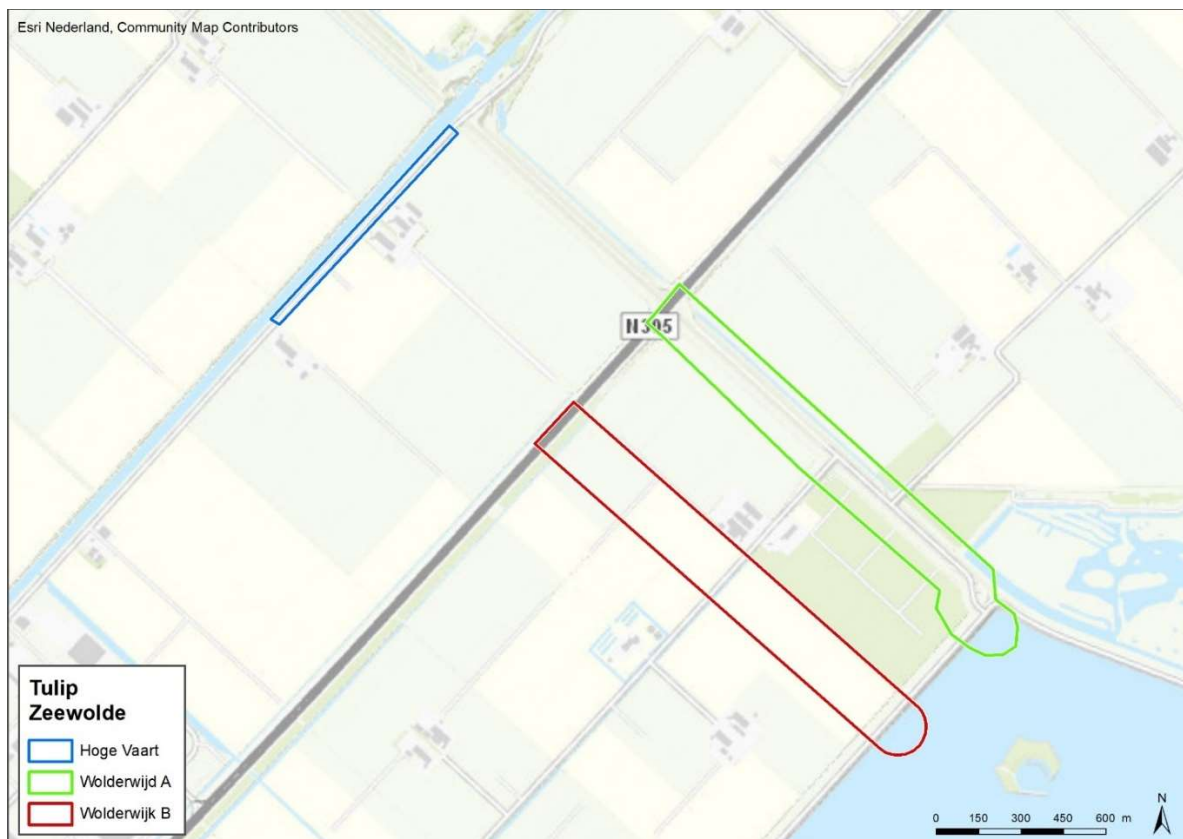 Esri Nederland, Community Map Contributors
N305
Tulip
Zeewolde
Hoge Vaart
Wolderwijd A
Wolderwijk B
0 150 300 450 600 m
N